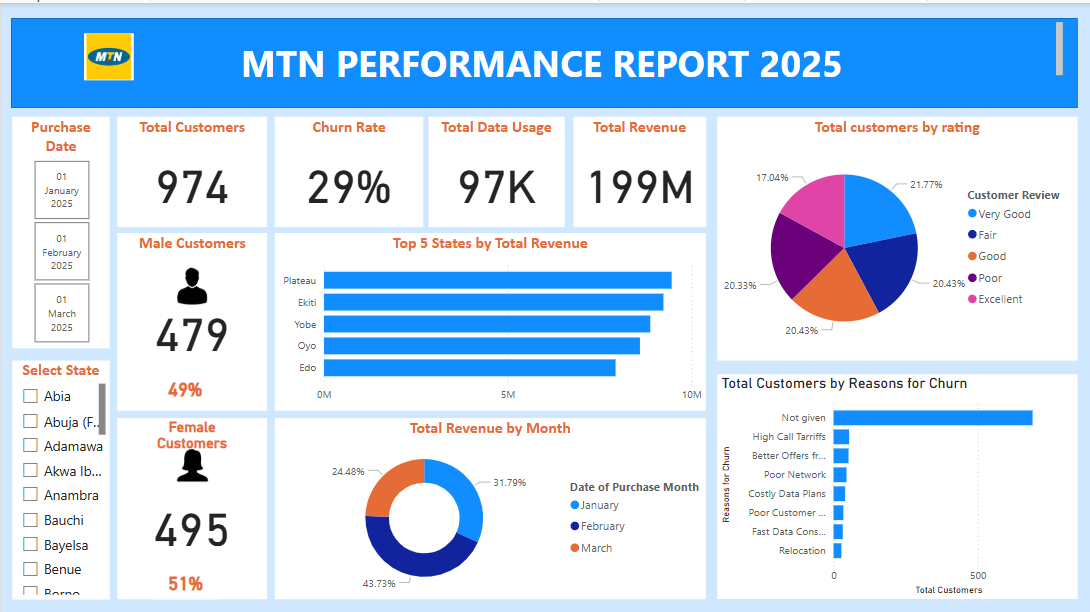 MTN
MTN PERFORMANCE REPORT 2025
Purchase
Date
01
January
2025
01
February
2025
01
March
2025
Select State
Abia
Abuja (F...
Adamawa
Akwa Ib...
Anambra
Bauchi
Bayelsa
Benue
Borno
Total Customers
974
Churn Rate
29%
Total Data Usage
97K
Total Revenue
199M
Male Customers
479
49%
Female
Customers
495
51%
Top 5 States by Total Revenue
Plateau
Ekiti
Yobe
Oyo
Edo
0M
5M
10M
Total Revenue by Month
24.48%
31.79%
43.73%
Date of Purchase Month
January
February
March
Total customers by rating
17.04%
21.77%
20.33%
20.43%
20.43%
Customer Review
Very Good
Fair
Good
Poor
Excellent
Total Customers by Reasons for Churn
Reasons for Churn
Not given
High Call Tarriffs
Better Offers fr...
Poor Network
Costly Data Plans
Poor Customer ...
Fast Data Cons...
Relocation
0
500
Total Customers